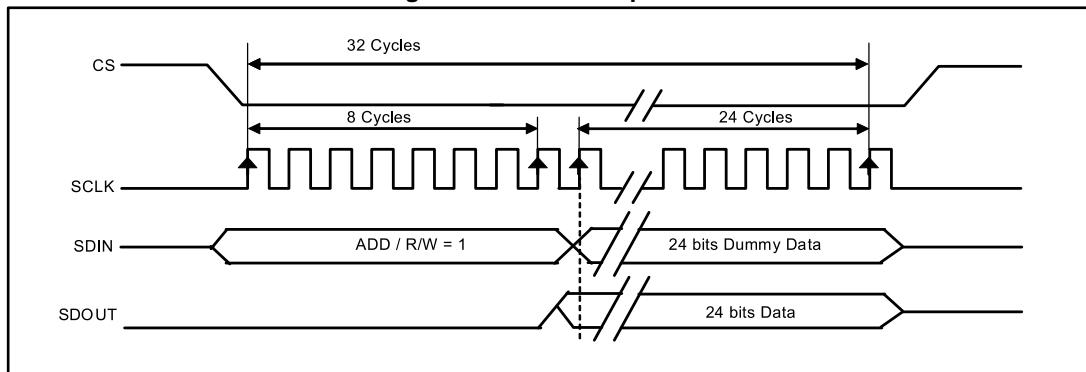 32 Cycles
CS
8 Cycles
24 Cycles
SCLK
SDIN
ADD / R/W = 1
24 bits Dummy Data
SDOUT
24 bits Data